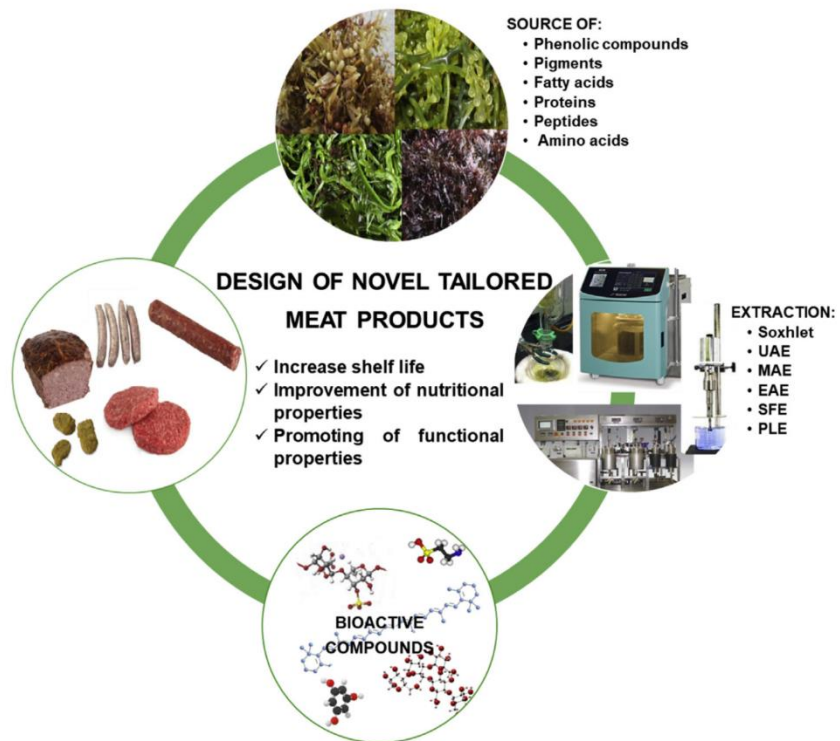 SOURCE OF:
• Phenolic compounds
• Pigments
• Fatty acids
• Proteins
• Peptides
• Amino acids
DESIGN OF NOVEL TAILORED
MEAT PRODUCTS
✓ Increase shelf life
✓ Improvement of nutritional
properties
✓ Promoting of functional
properties
EXTRACTION:
• Soxhlet
• UAE
• MAE
• EAE
• SFE
• PLE
BIOACTIVE
COMPOUNDS